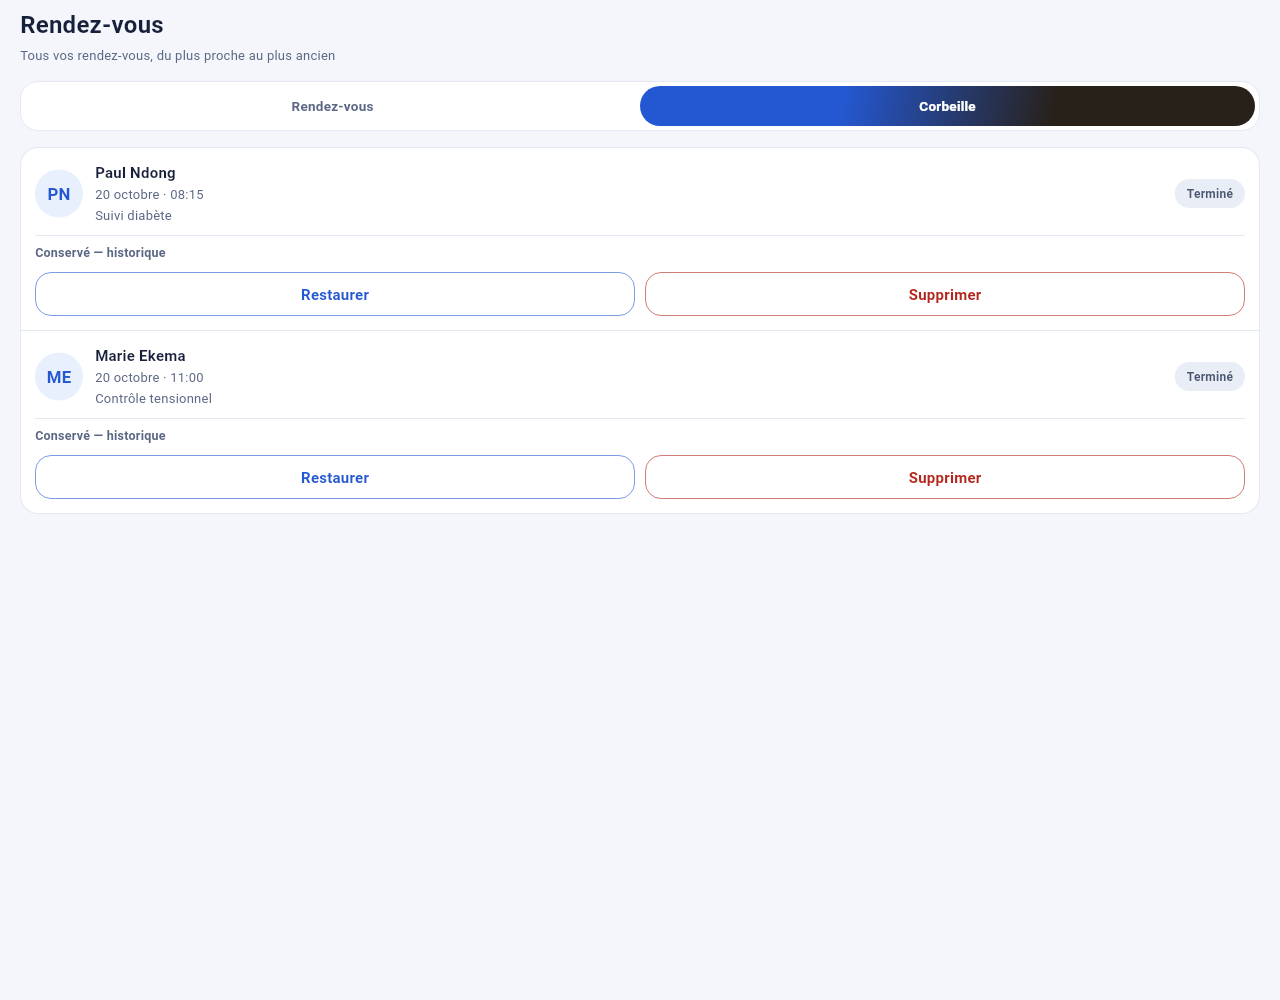 Rendez-vous
Tous vos rendez-vous, du plus proche au plus ancien
Rendez-vous
Corbeille
PN
Paul Ndong
20 octobre · 08:15
Suivi diabète
Terminé
Conservé — historique
Restaurer
Supprimer
ME
Marie Ekema
20 octobre · 11:00
Contrôle tensionnel
Terminé
Conservé — historique
Restaurer
Supprimer